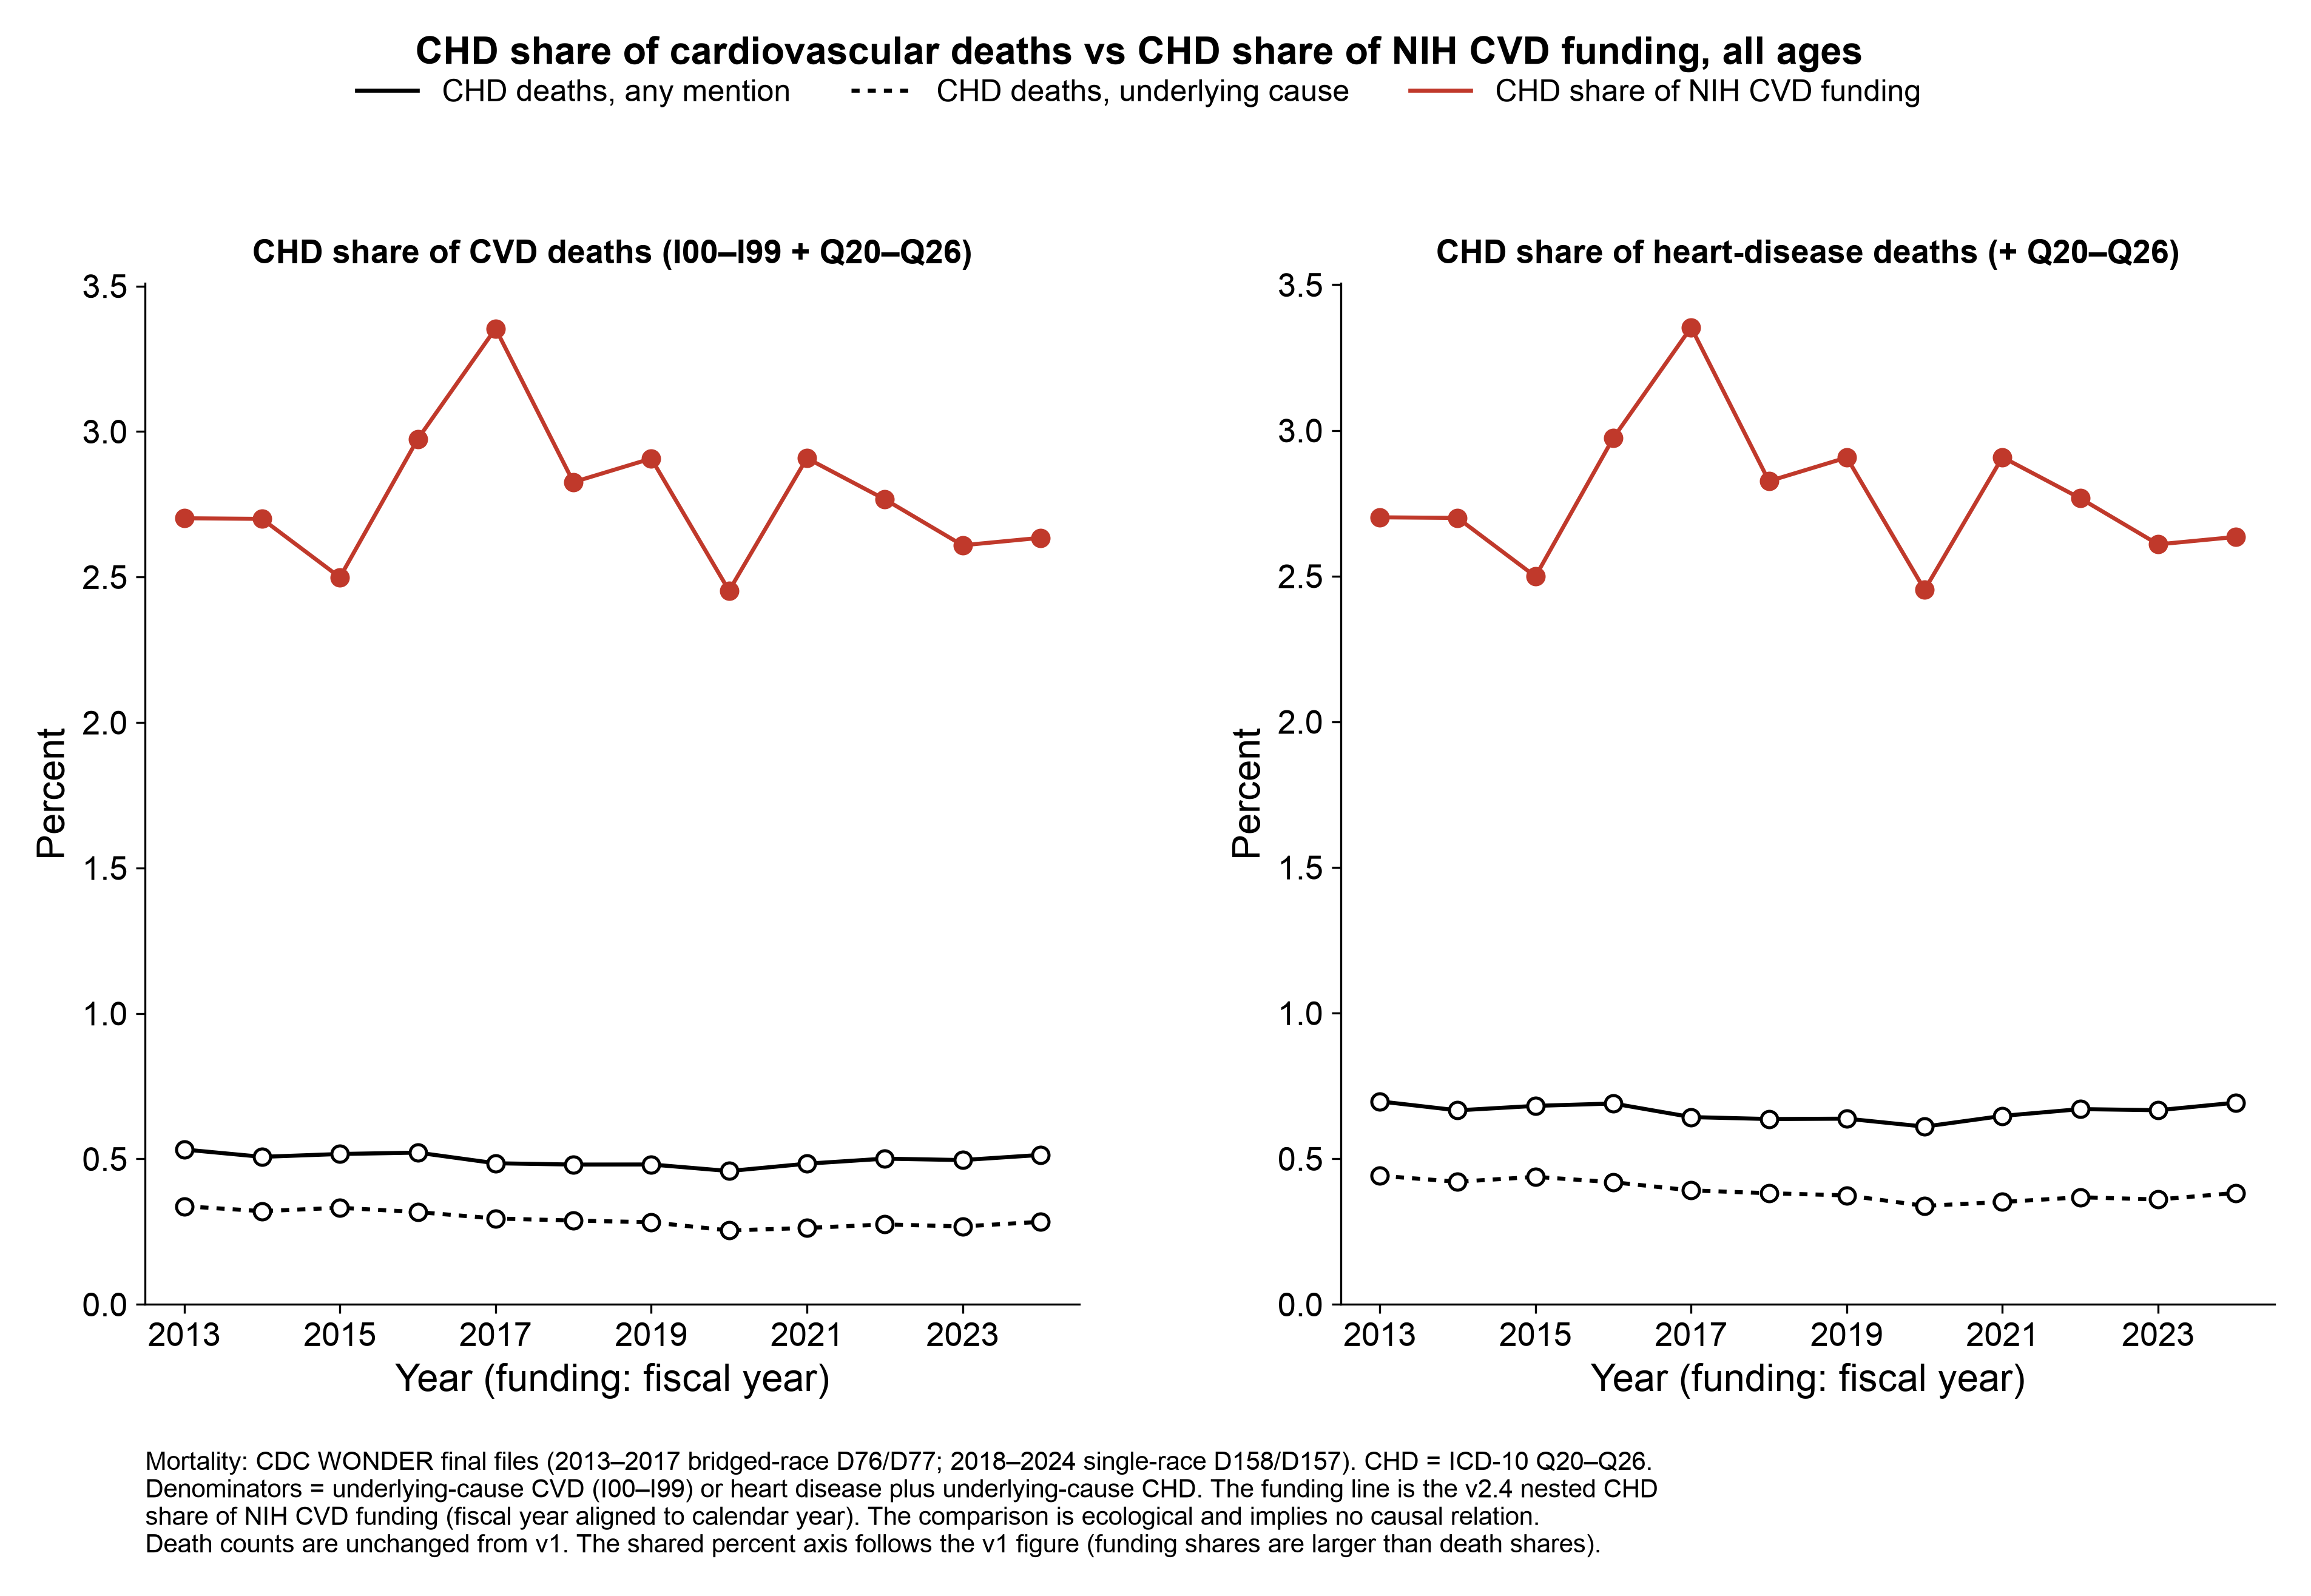 CHD share of cardiovascular deaths vs CHD share of NIH CVD funding, all ages
CHD deaths, any mention
CHD deaths, underlying cause
CHD share of NIH CVD funding
CHD share of CVD deaths (I00–I99 + Q20–Q26)
3.5
3.0
2.5
2.0
1.5
1.0
0.5
0.0
Percent
2013
2015
2017
2019
2021
2023
Year (funding: fiscal year)
CHD share of heart-disease deaths (+ Q20–Q26)
3.5
3.0
2.5
2.0
1.5
1.0
0.5
0.0
Percent
2013
2015
2017
2019
2021
2023
Year (funding: fiscal year)
Mortality: CDC WONDER final files (2013–2017 bridged-race D76/D77; 2018–2024 single-race D158/D157). CHD = ICD-10 Q20–Q26.
Denominators = underlying-cause CVD (I00–I99) or heart disease plus underlying-cause CHD. The funding line is the v2.4 nested CHD
share of NIH CVD funding (fiscal year aligned to calendar year). The comparison is ecological and implies no causal relation.
Death counts are unchanged from v1. The shared percent axis follows the v1 figure (funding shares are larger than death shares).